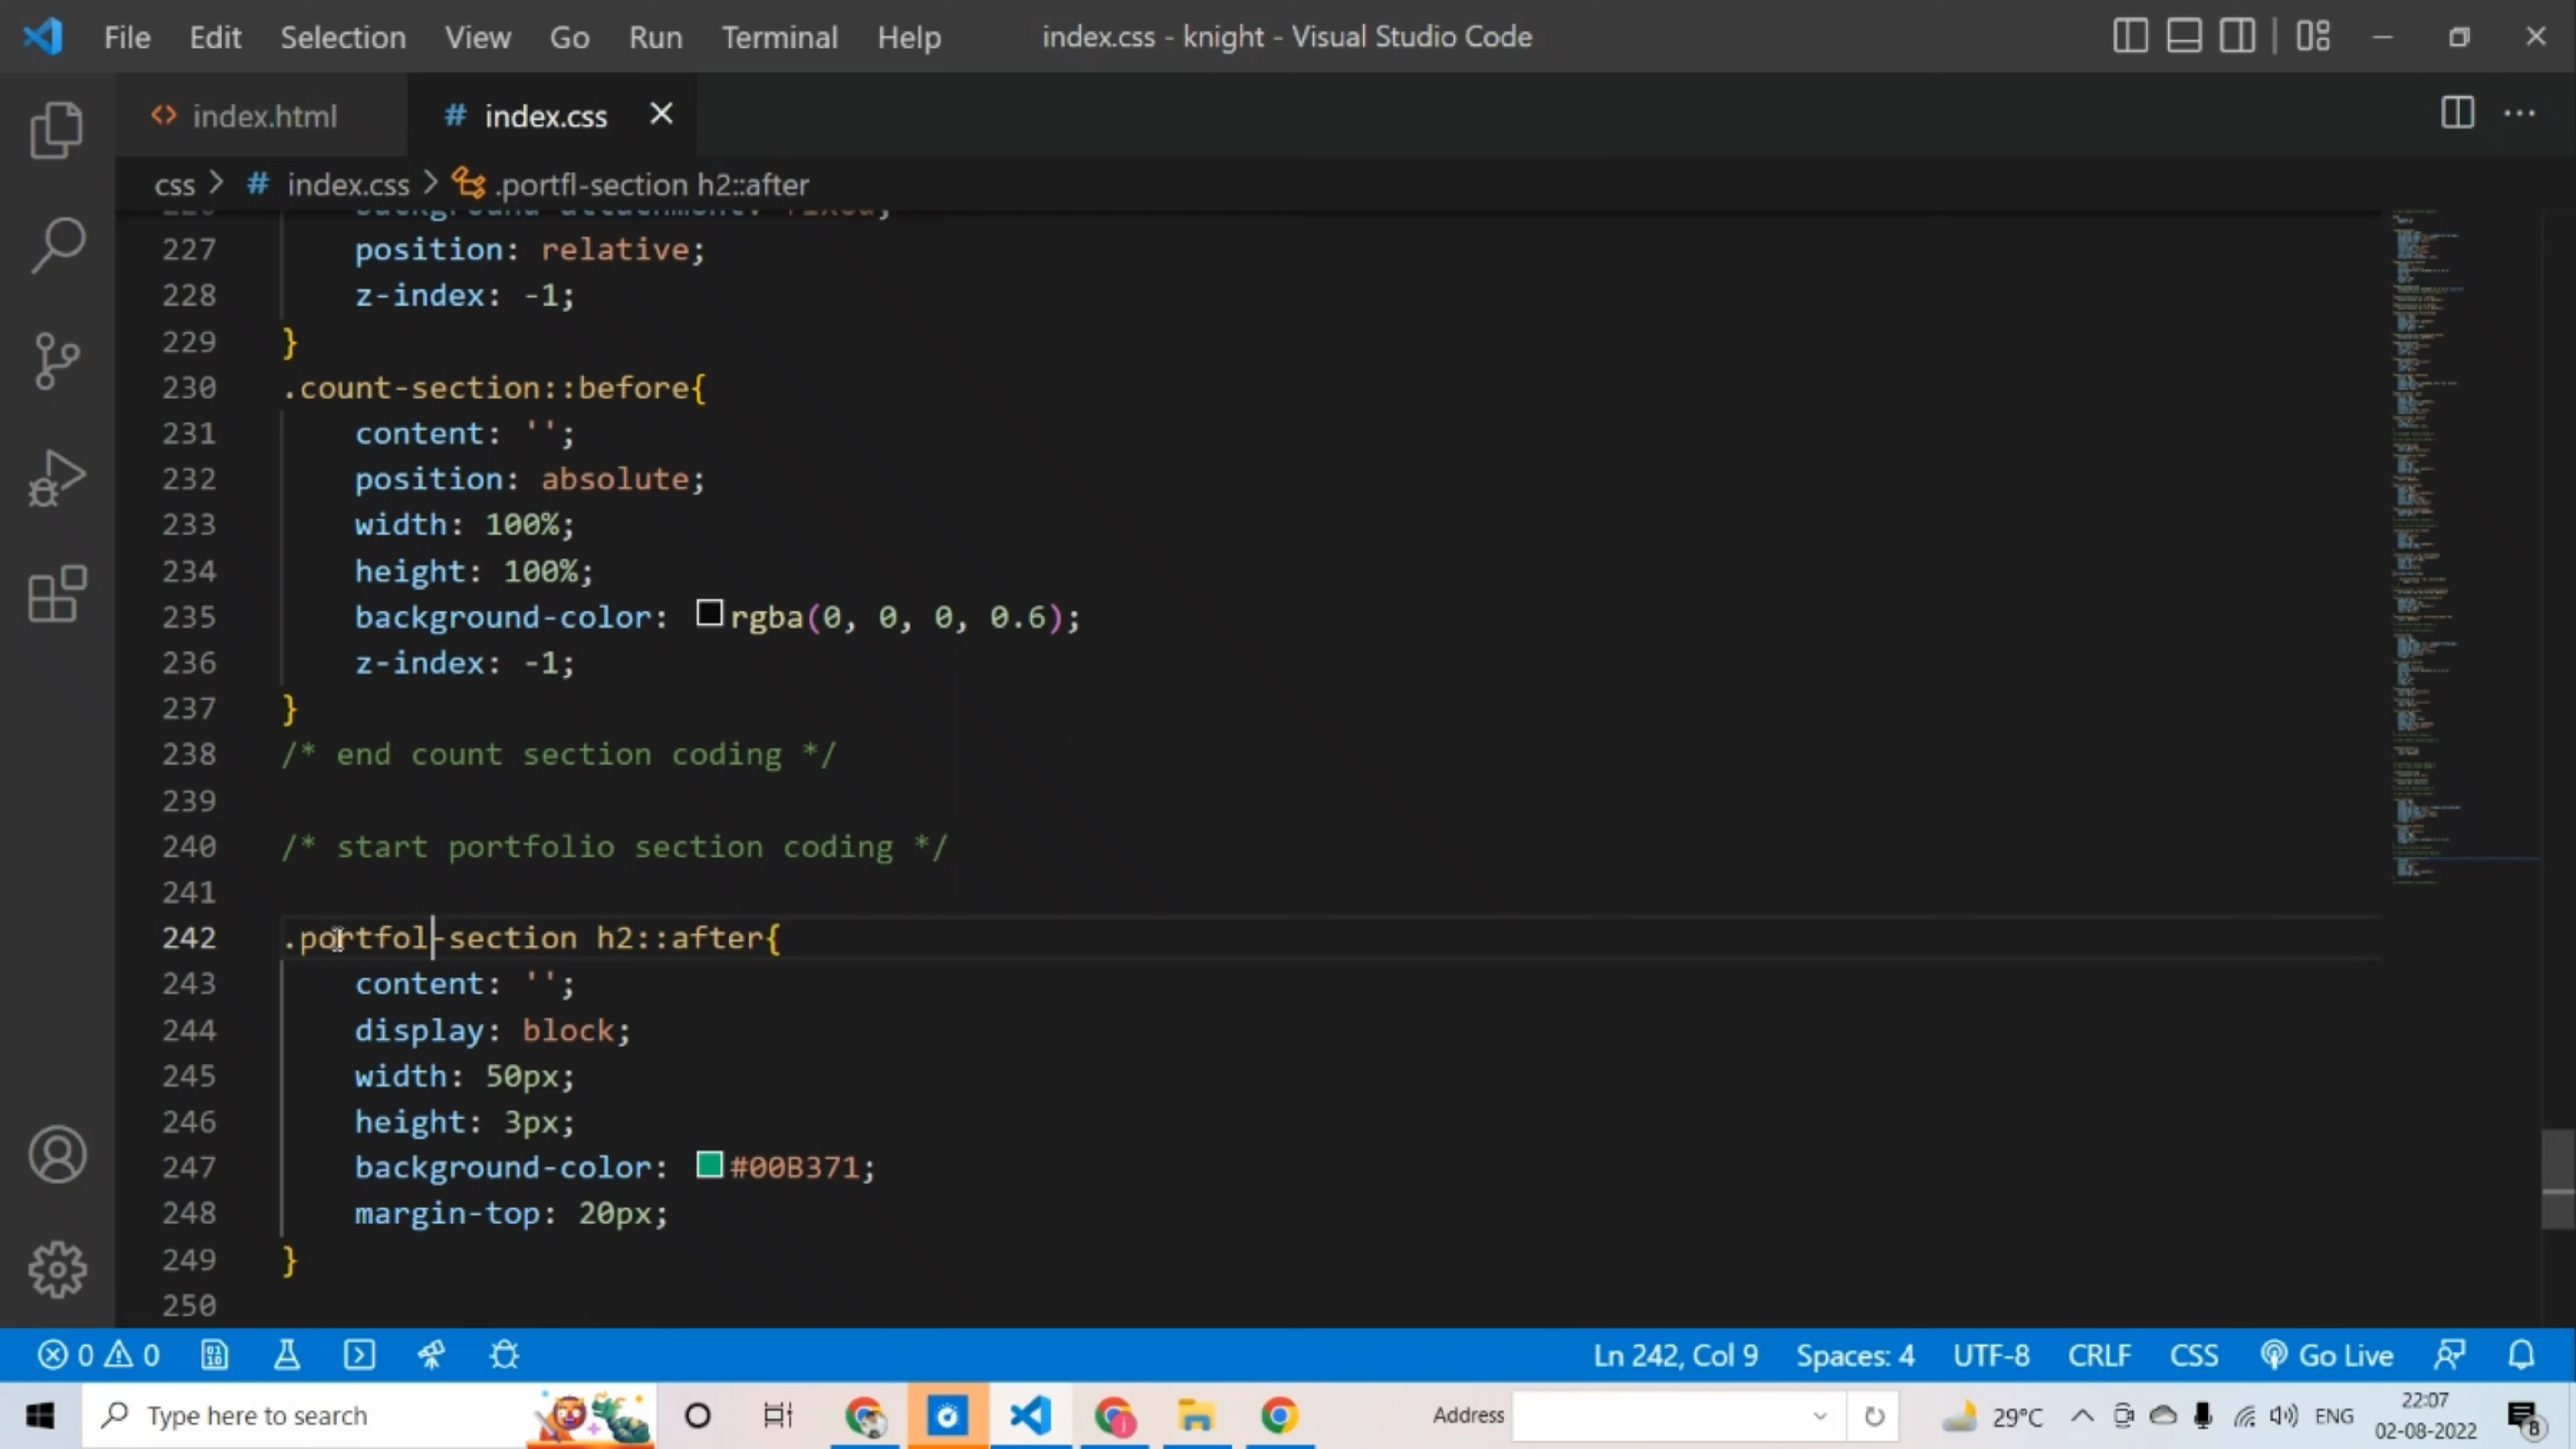 File Edit Selection View Go Run Terminal Help index.css - knight - Visual Studio Code
<> index.html # index.css
css > # index.css > .portfl-section h2::after
227 position: relative;
228 z-index: -1;
229 }
230 .count-section::before{
231 content: '';
232 position: absolute;
233 width: 100%;
234 height: 100%;
235 background-color: rgba(0, 0, 0, 0.6);
236 z-index: -1;
237 }
238 /* end count section coding */
239
240 /* start portfolio section coding */
241
242 .portfol-section h2::after{
243 content: '';
244 display: block;
245 width: 50px;
246 height: 3px;
247 background-color: #00B371;
248 margin-top: 20px;
249 }
250
0 0 Ln 242, Col 9 Spaces: 4 UTF-8 CRLF CSS Go Live
Type here to search Address 29°C ENG 22:07
02-08-2022 8